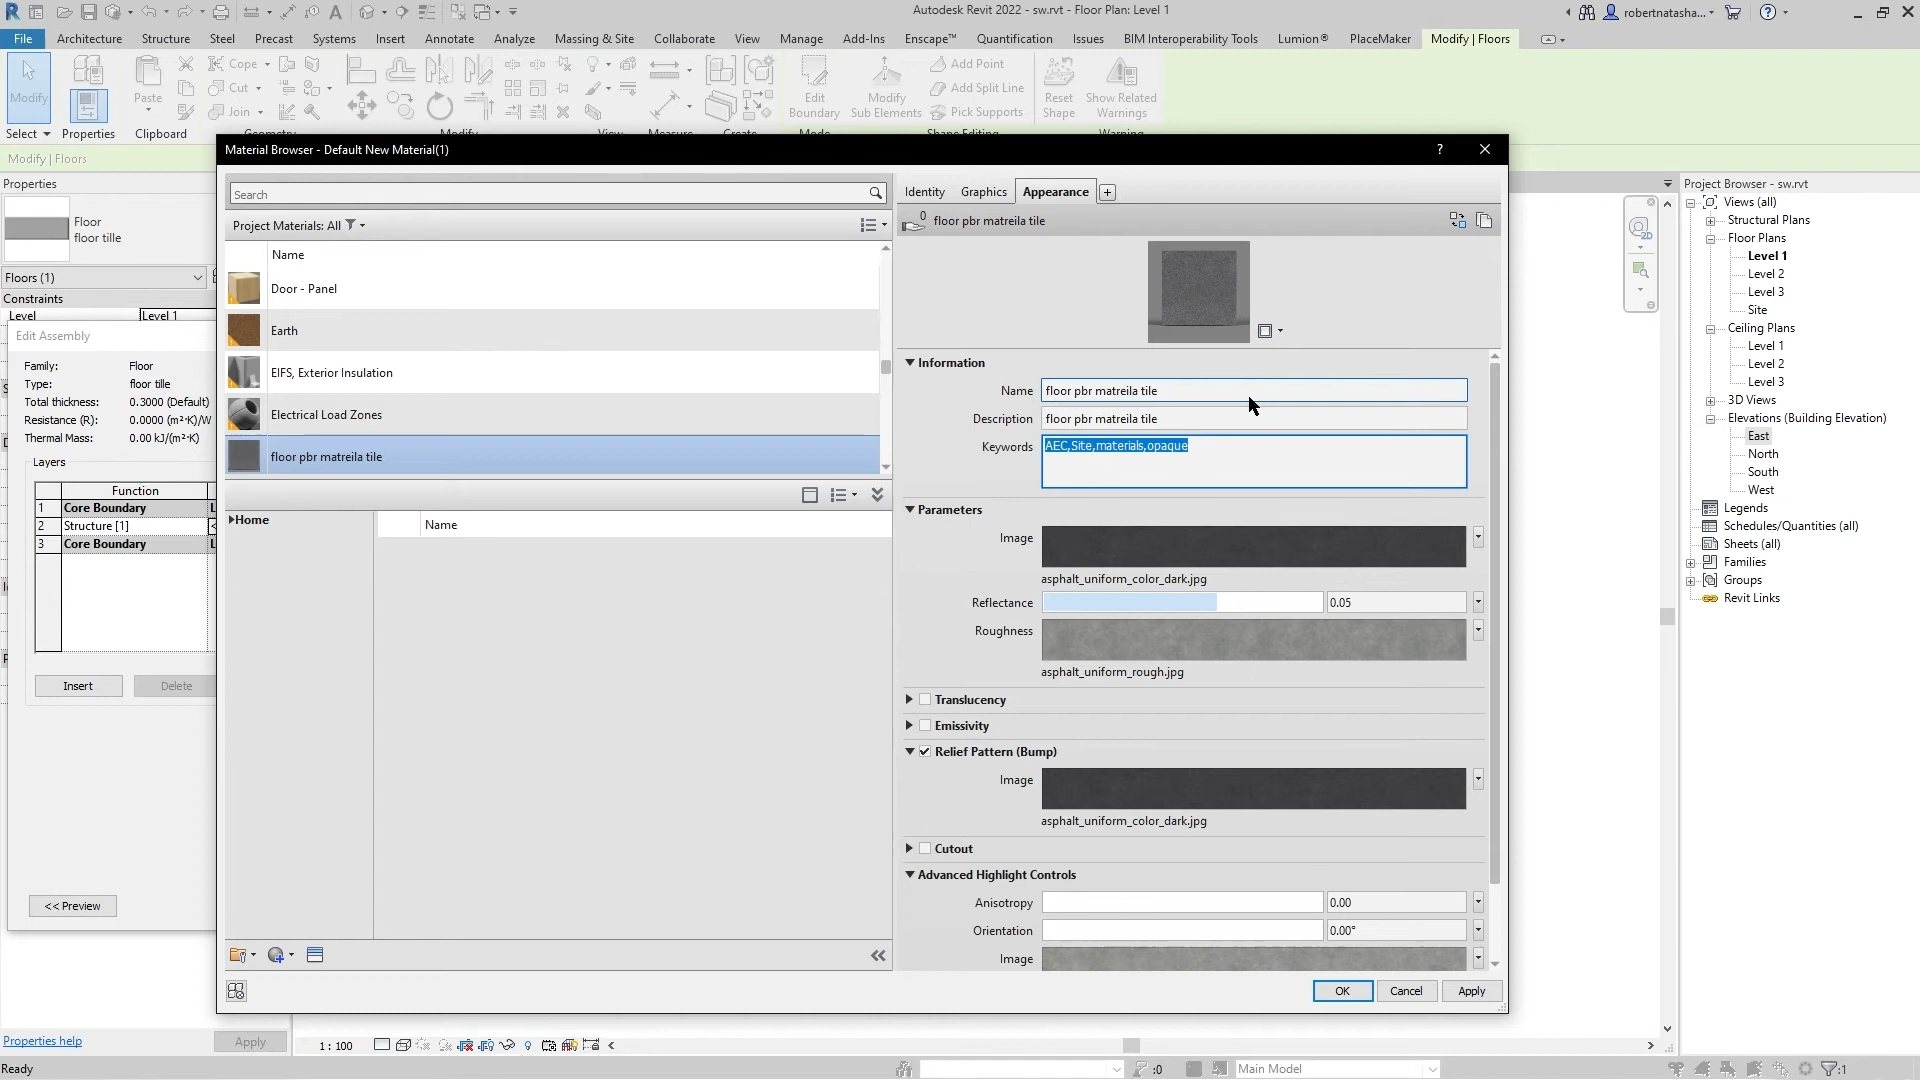 Autodesk Revit 2022 - sw.rvt - Floor Plan: Level 1
robertnatasha...
File Architecture Structure Steel Precast Systems Insert Annotate Analyze Massing & Site Collaborate View Manage Add-Ins Enscape™ Quantification Issues BIM Interoperability Tools Lumion® PlaceMaker Modify | Floors
Modify
Paste
Cope
Cut
Join
Edit Boundary
Modify Sub Elements
Add Point
Add Split Line
Pick Supports
Reset Shape
Show Related Warnings
Select Properties Clipboard
Modify | Floors
Properties
Floor
floor tille
Floors (1)
Constraints
Level Level 1
Edit Assembly
Family: Floor
Type: floor tille
Total thickness: 0.3000 (Default)
Resistance (R): 0.0000 (m²·K)/W
Thermal Mass: 0.00 kJ/(m²·K)
Layers
Function
1 Core Boundary L
2 Structure [1] <
3 Core Boundary L
Insert Delete
<< Preview
Properties help Apply
Material Browser - Default New Material(1)
?
Search
Project Materials: All
Name
Door - Panel
Earth
EIFS, Exterior Insulation
Electrical Load Zones
floor pbr matreila tile
Home
Name
Identity Graphics Appearance +
0 floor pbr matreila tile
Information
Name floor pbr matreila tile
Description floor pbr matreila tile
Keywords AEC,Site,materials,opaque
Parameters
Image
asphalt_uniform_color_dark.jpg
Reflectance 0.05
Roughness
asphalt_uniform_rough.jpg
Translucency
Emissivity
Relief Pattern (Bump)
Image
asphalt_uniform_color_dark.jpg
Cutout
Advanced Highlight Controls
Anisotropy 0.00
Orientation 0.00°
Image
OK Cancel Apply
Project Browser - sw.rvt
Views (all)
Structural Plans
Floor Plans
Level 1
Level 2
Level 3
Site
Ceiling Plans
Level 1
Level 2
Level 3
3D Views
Elevations (Building Elevation)
East
North
South
West
Legends
Schedules/Quantities (all)
Sheets (all)
Families
Groups
Revit Links
2D
1 : 100
Ready
:0
Main Model
:1